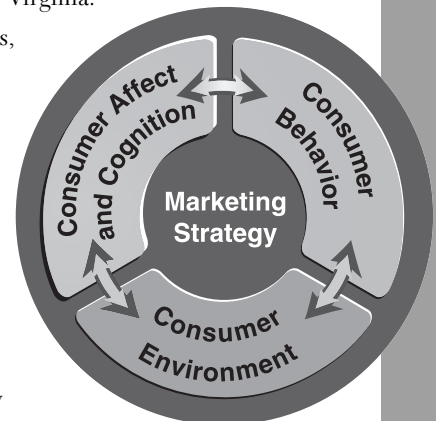 Virginia.
s,
Consumer Affect
and Cognition
Consumer
Behavior
Marketing
Strategy
Consumer
Environment